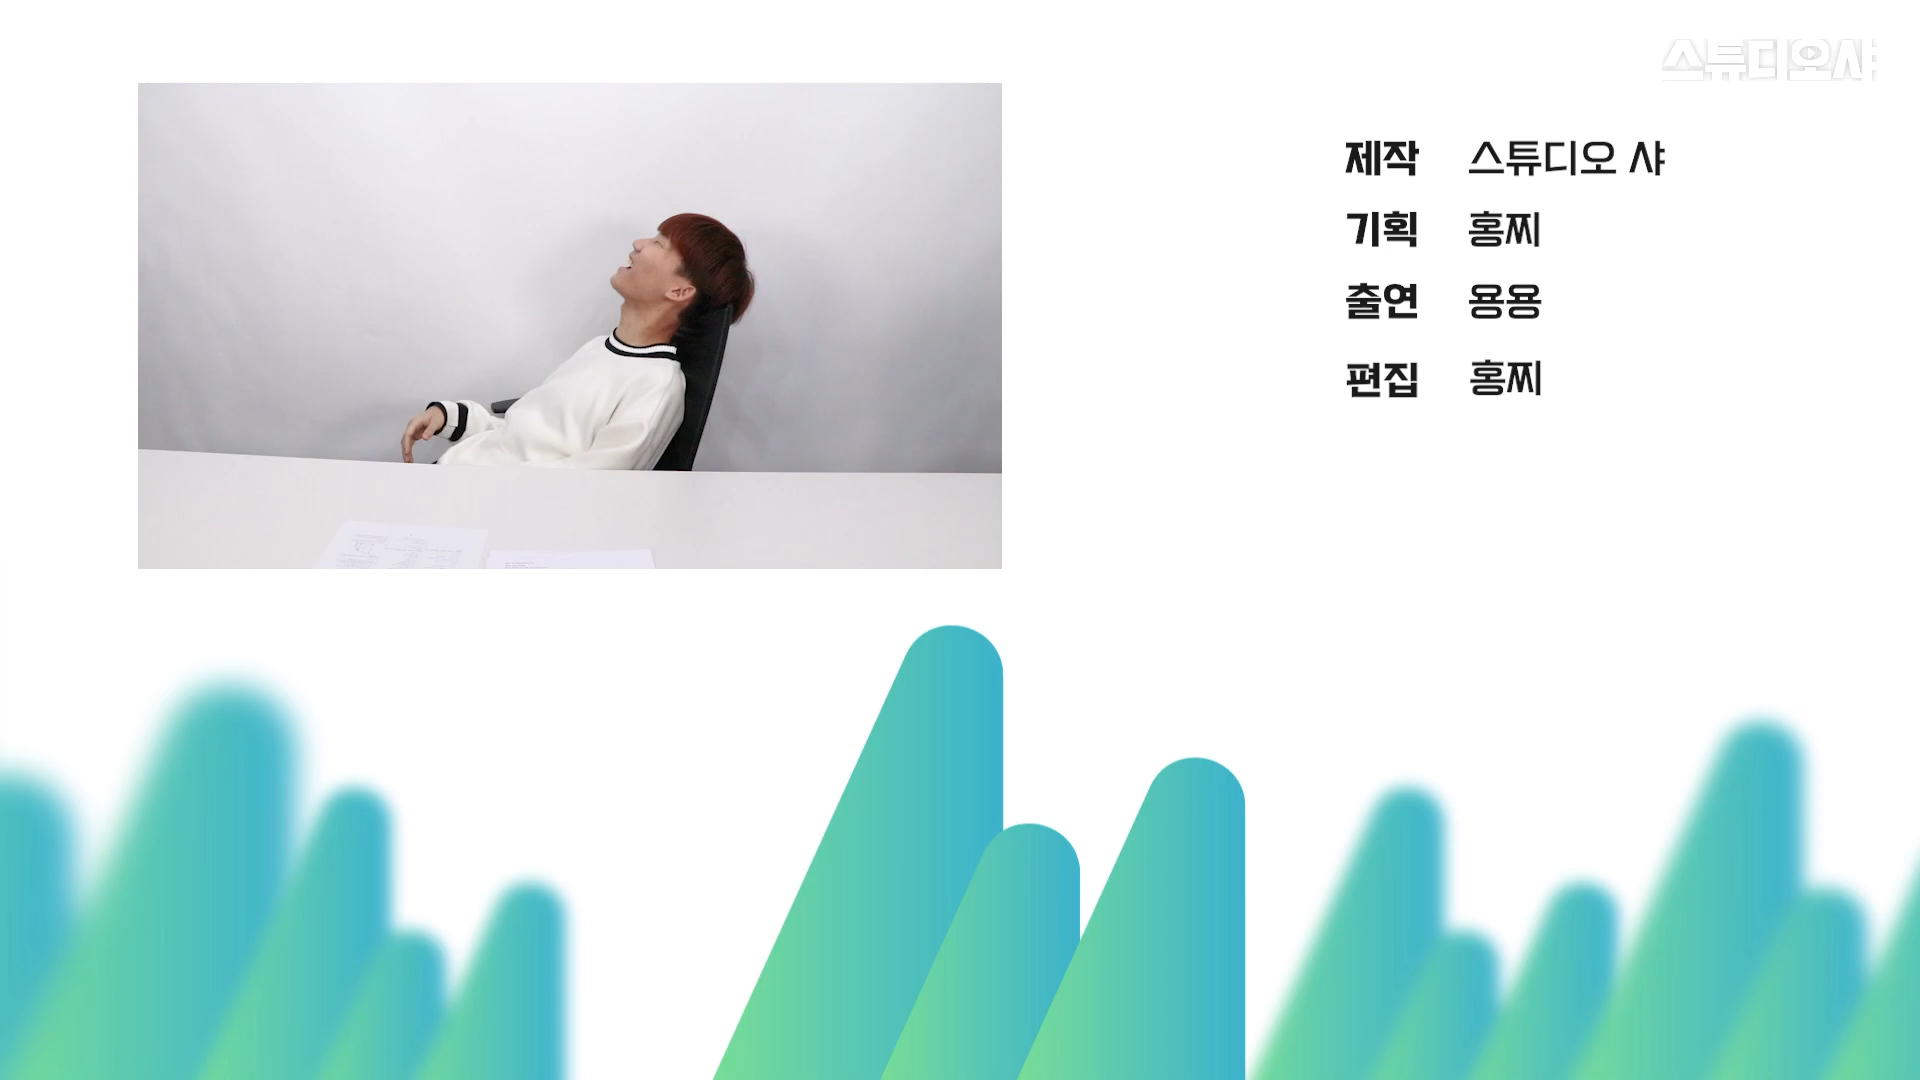 스튜디오샤
제작 스튜디오 샤
기획 홍찌
출연 용용
편집 홍찌